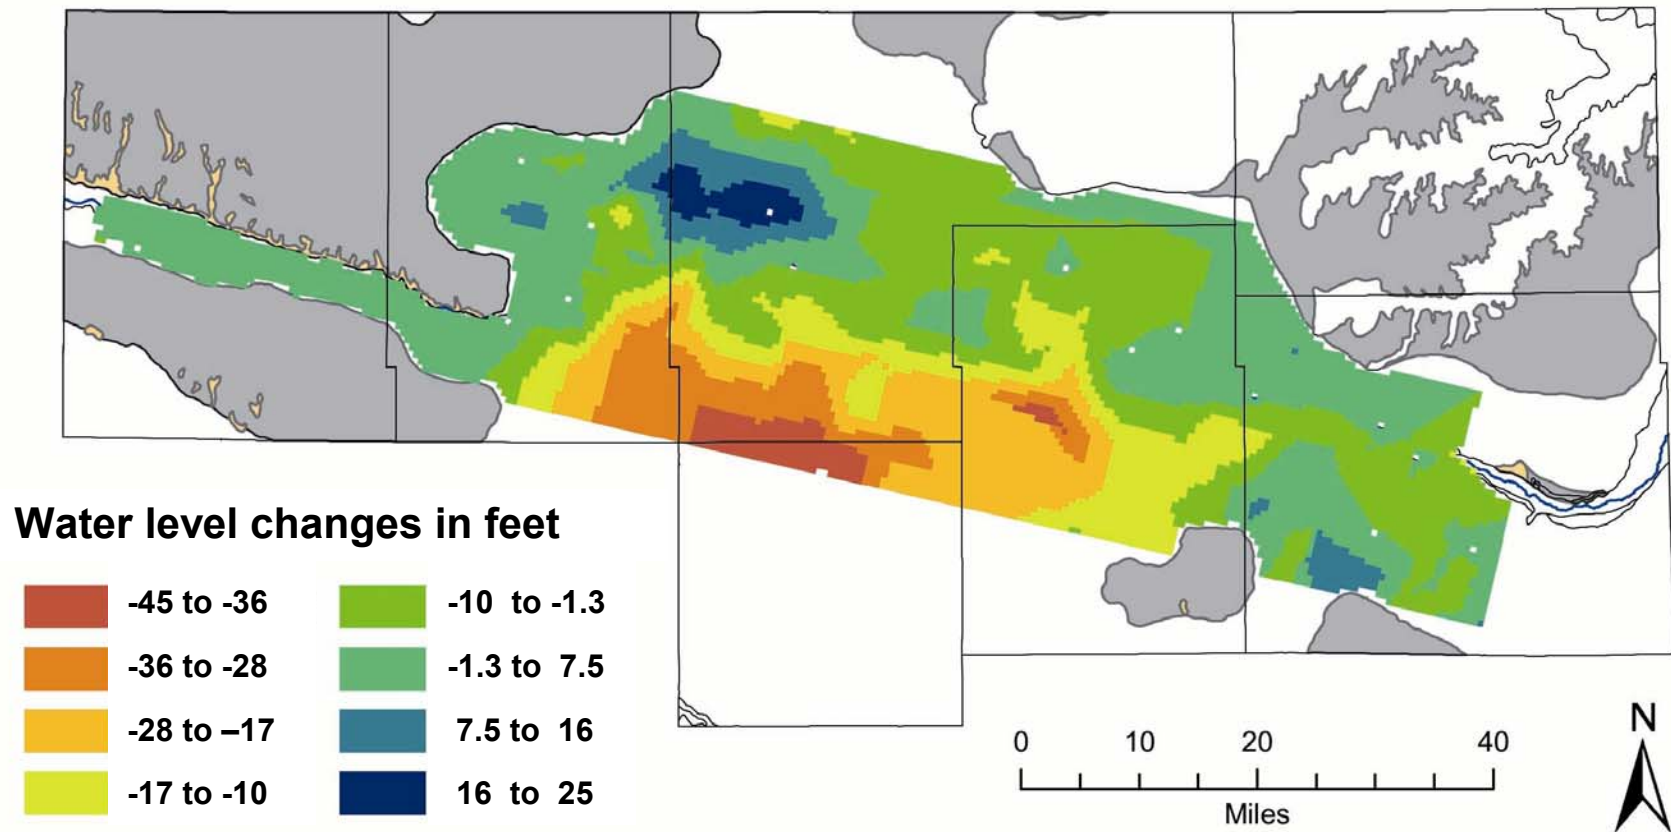 Water level changes in feet
-45 to -36
-36 to -28
-28 to –17
-17 to -10
-10 to -1.3
-1.3 to 7.5
7.5 to 16
16 to 25
0 10 20 40
Miles
N